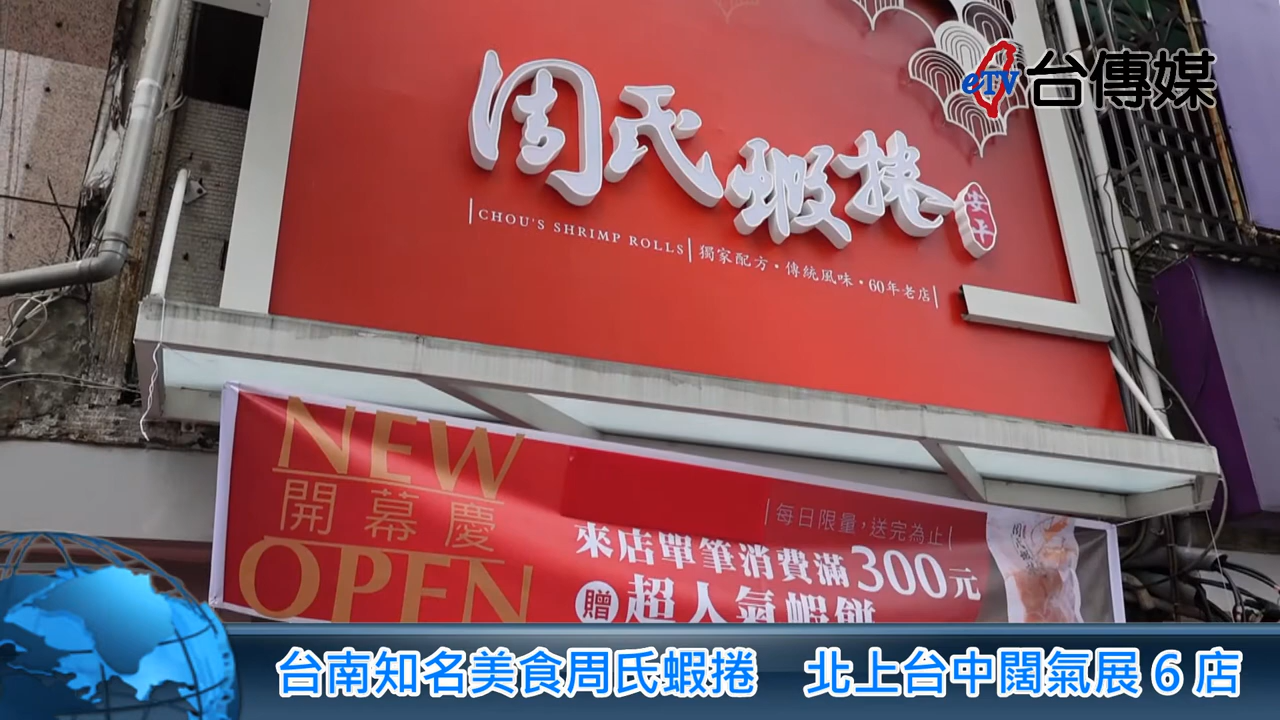 eTV 台傳媒
周氏蝦捲
安平
CHOU'S SHRIMP ROLLS 獨家配方・傳統風味・60年老店
NEW
開幕慶
OPEN
每日限量，送完為止
來店單筆消費滿300元
贈 超人氣蝦餅
台南知名美食周氏蝦捲 北上台中闊氣展6店